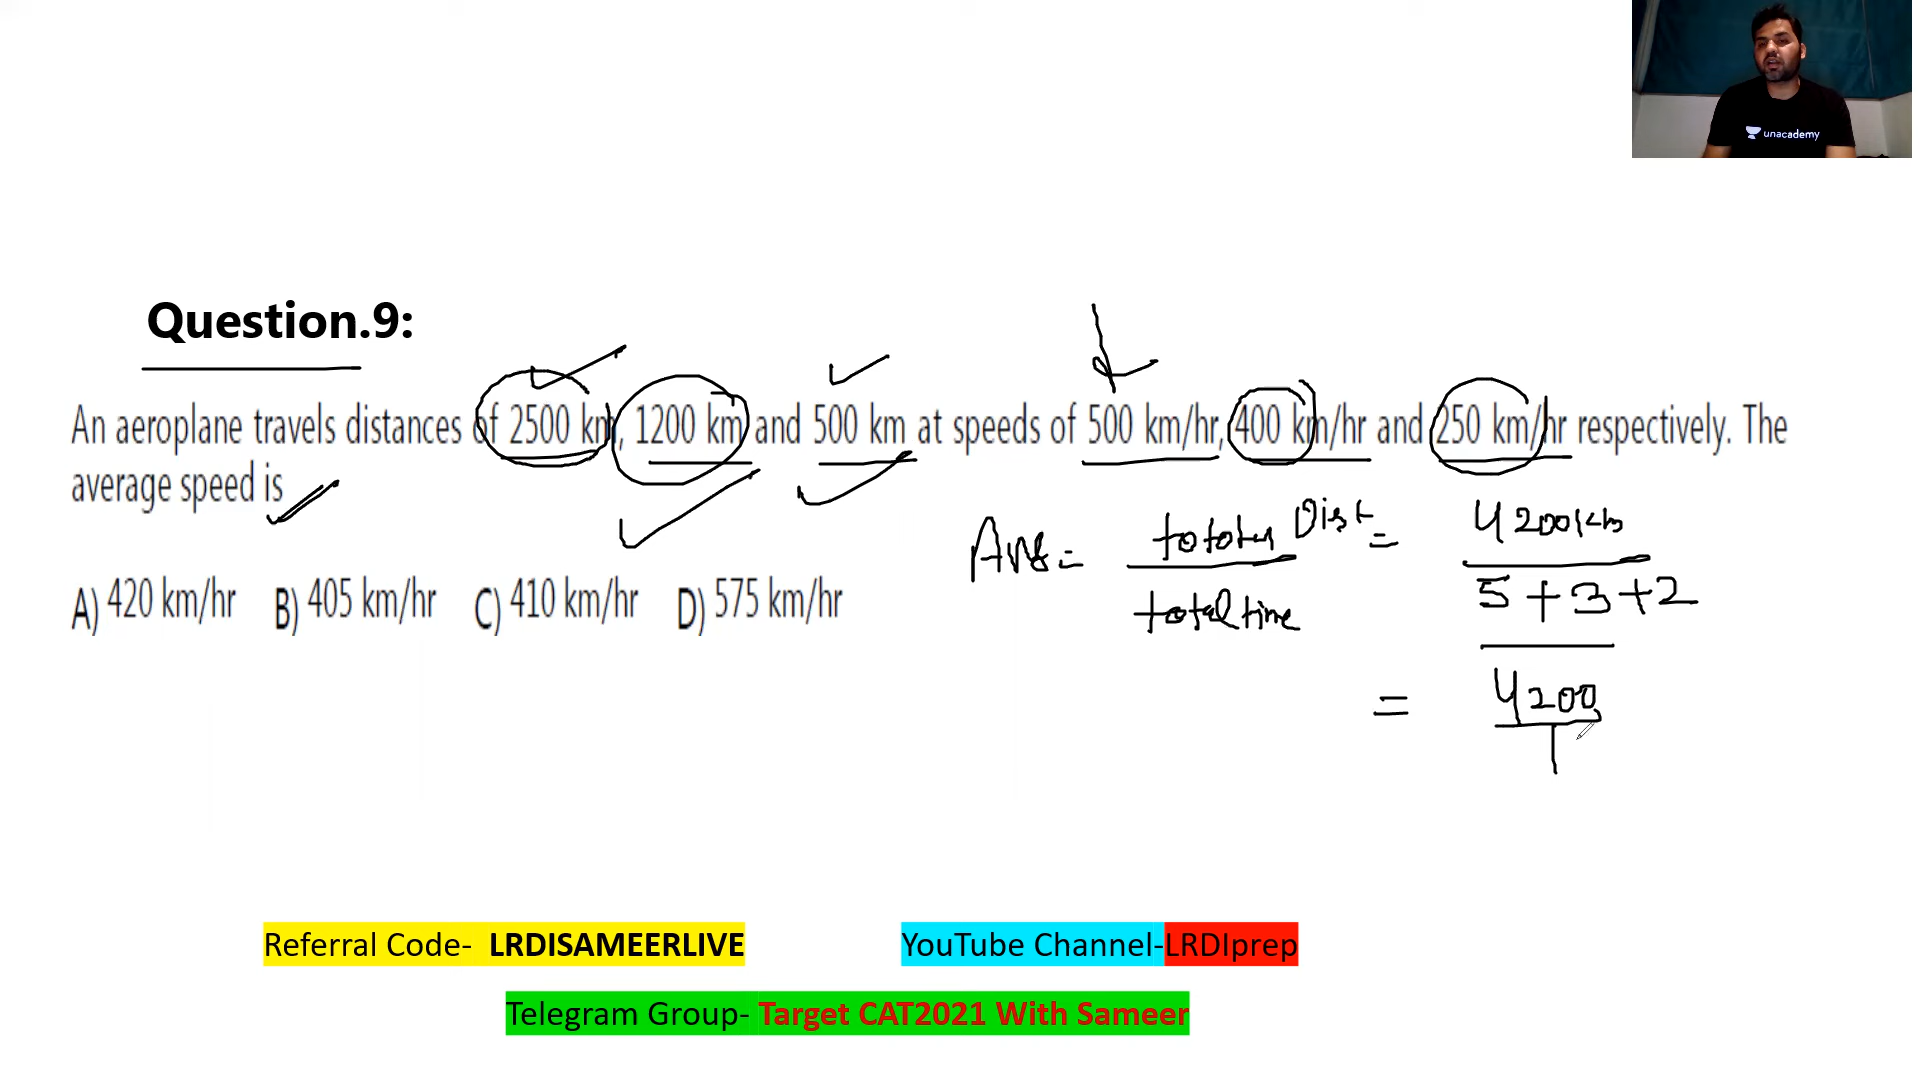 unacademy
Question.9:
An aeroplane travels distances of 2500 km, 1200 km and 500 km at speeds of 500 km/hr, 400 km/hr and 250 km/hr respectively. The
average speed is
A) 420 km/hr B) 405 km/hr C) 410 km/hr D) 575 km/hr
Ans = Dist = 4200km
total time 5 + 3 + 2
= 4200
1
Referral Code- LRDISAMEERLIVE
YouTube Channel-LRDIprep
Telegram Group- Target CAT2021 With Sameer